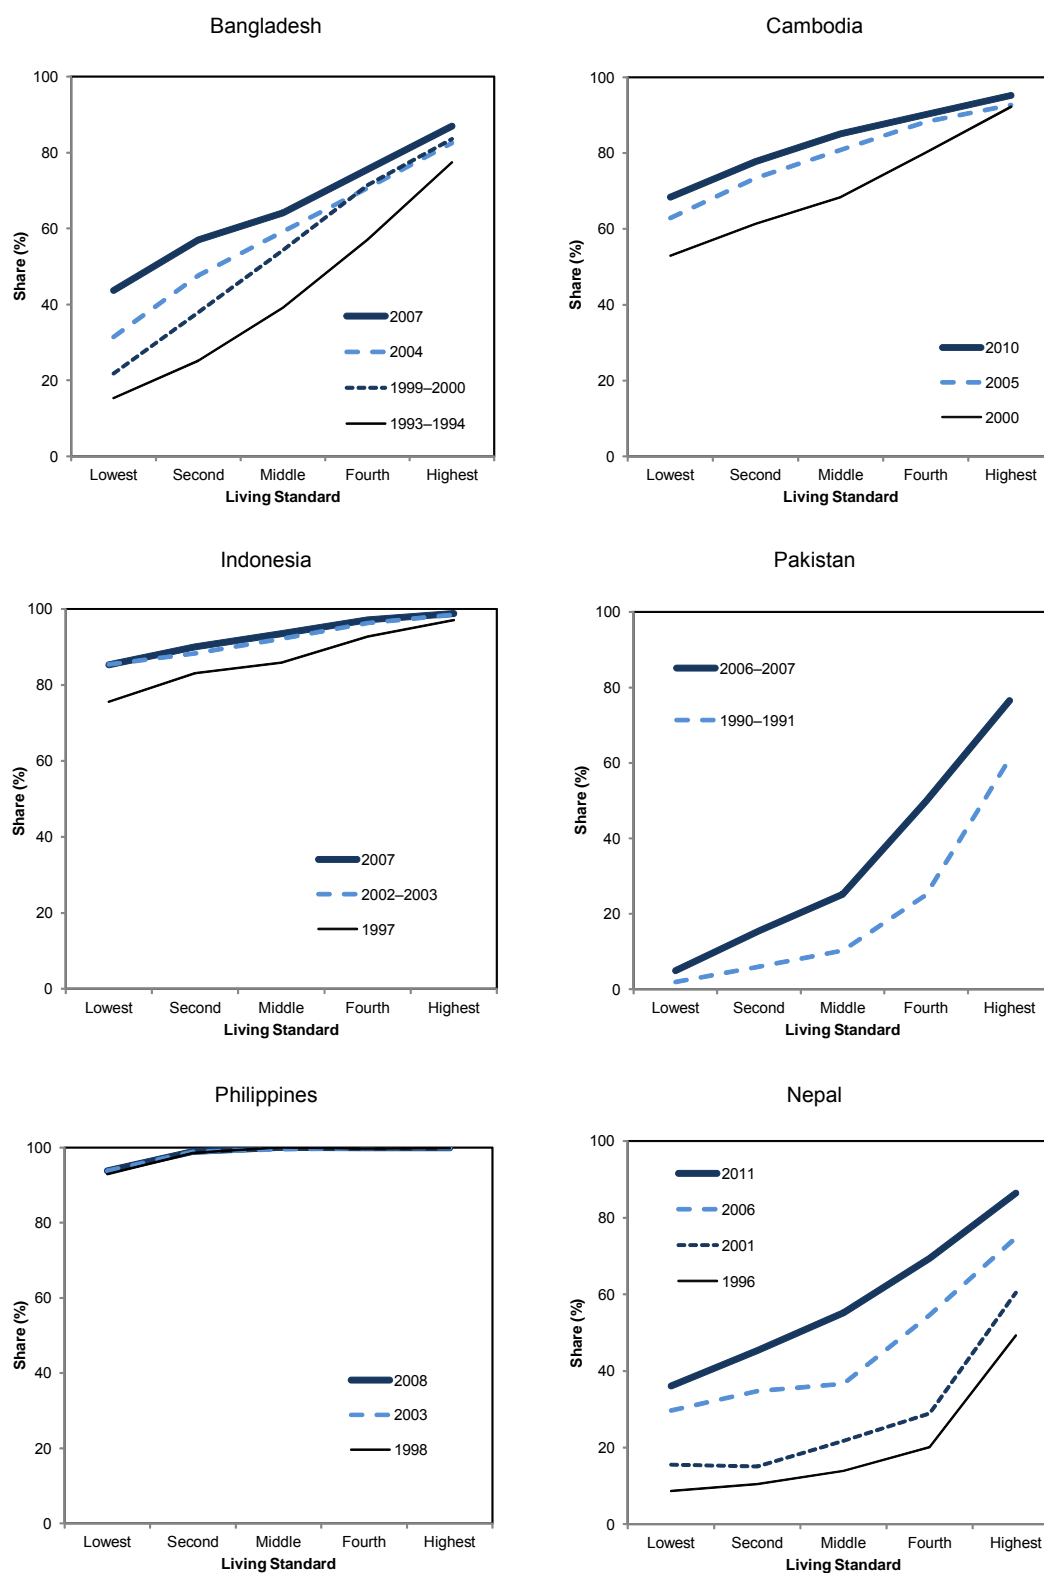 Bangladesh
100
80
60
40
20
0
Share (%)
2007
2004
1999–2000
1993–1994
Lowest Second Middle Fourth Highest
Living Standard
Cambodia
100
80
60
40
20
0
Share (%)
2010
2005
2000
Lowest Second Middle Fourth Highest
Living Standard
Indonesia
100
80
60
40
20
0
Share (%)
2007
2002–2003
1997
Lowest Second Middle Fourth Highest
Living Standard
Pakistan
100
80
60
40
20
0
Share (%)
2006–2007
1990–1991
Lowest Second Middle Fourth Highest
Living Standard
Philippines
100
80
60
40
20
0
Share (%)
2008
2003
1998
Lowest Second Middle Fourth Highest
Living Standard
Nepal
100
80
60
40
20
0
Share (%)
2011
2006
2001
1996
Lowest Second Middle Fourth Highest
Living Standard